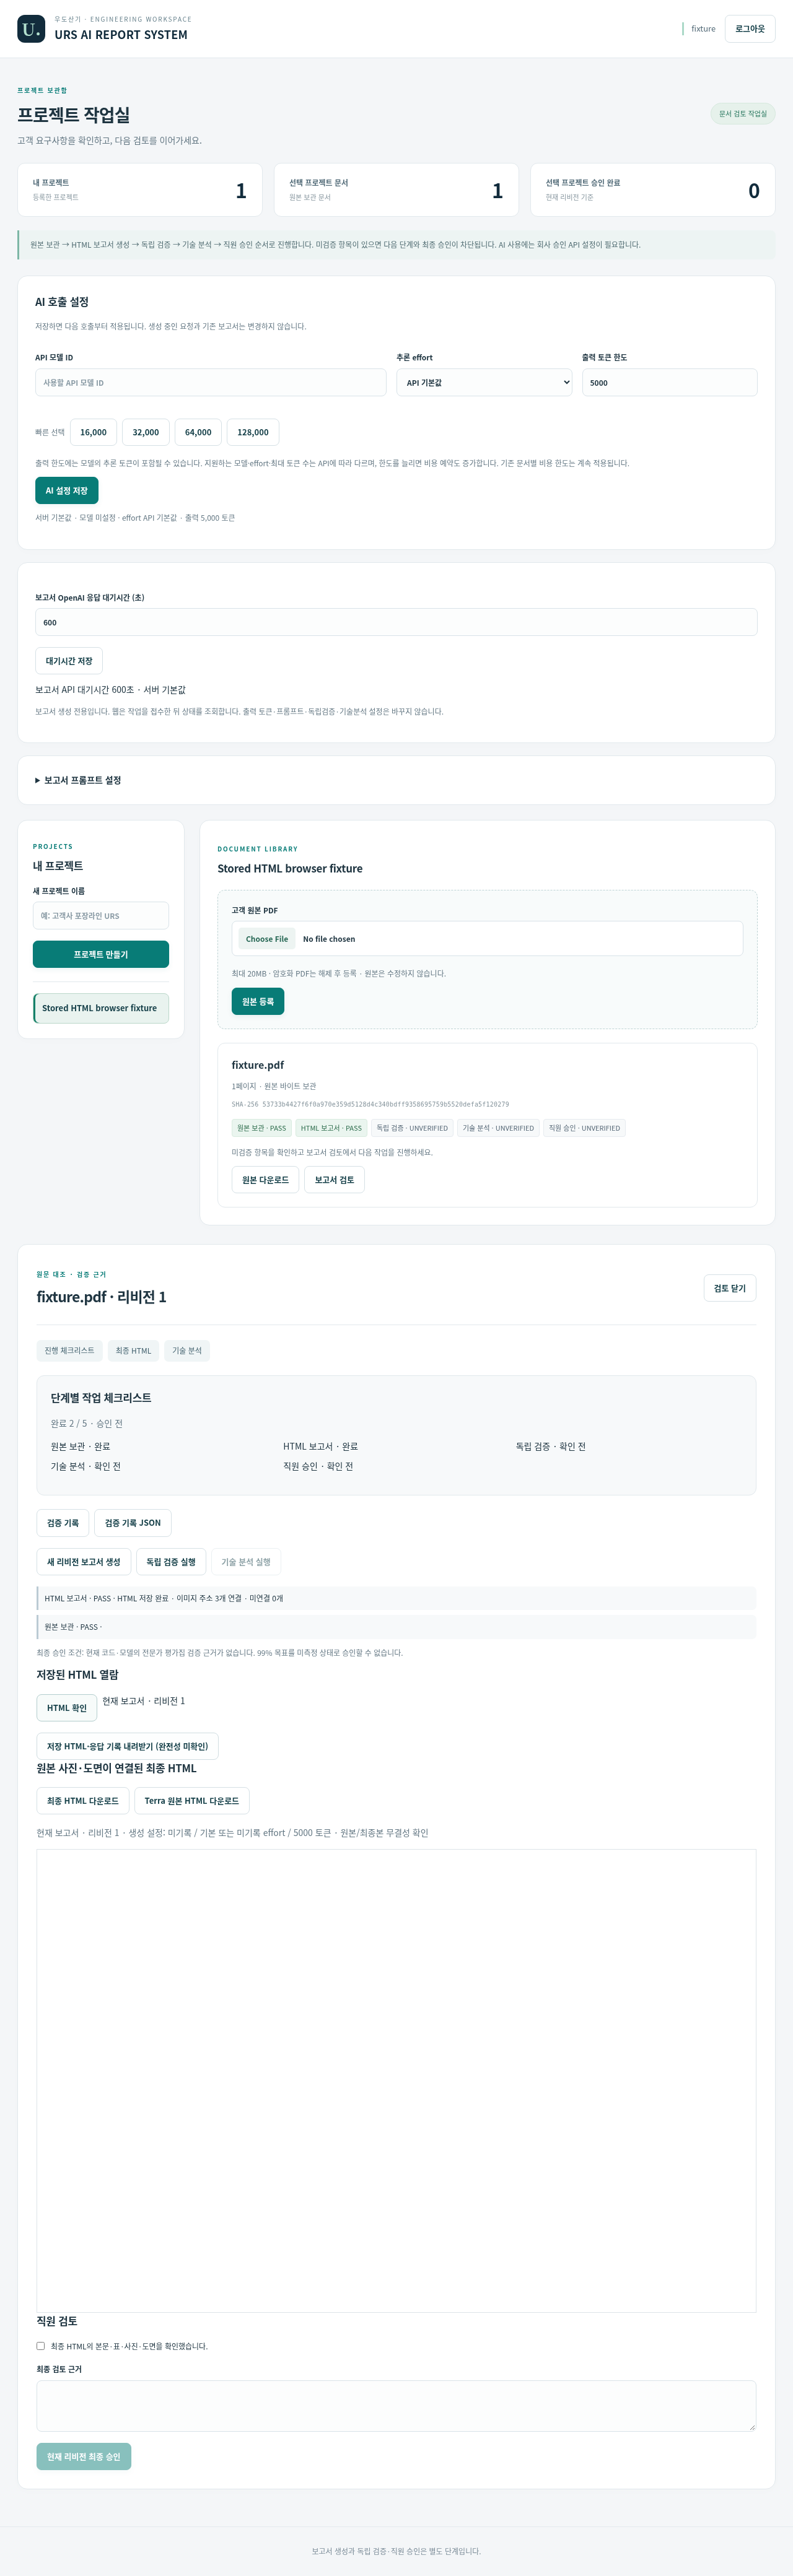 U.
두도산기 · ENGINEERING WORKSPACE
URS AI REPORT SYSTEM
fixture
로그아웃
프로젝트 보관함
프로젝트 작업실
문서 검토 작업실
고객 요구사항을 확인하고, 다음 검토를 이어가세요.
내 프로젝트
등록한 프로젝트
1
선택 프로젝트 문서
원본 보관 문서
1
선택 프로젝트 승인 완료
현재 리비전 기준
0
원본 보관 → HTML 보고서 생성 → 독립 검증 → 기술 분석 → 직원 승인 순서로 진행합니다. 미검증 항목이 있으면 다음 단계와 최종 승인이 차단됩니다. AI 사용에는 회사 승인 API 설정이 필요합니다.
AI 호출 설정
저장하면 다음 호출부터 적용됩니다. 생성 중인 요청과 기존 보고서는 변경하지 않습니다.
API 모델 ID
추론 effort
출력 토큰 한도
사용할 API 모델 ID
API 기본값
5000
빠른 선택
16,000
32,000
64,000
128,000
출력 한도에는 모델의 추론 토큰이 포함될 수 있습니다. 지원하는 모델·effort·최대 토큰 수는 API에 따라 다르며, 한도를 늘리면 비용 예약도 증가합니다. 기존 문서별 비용 한도는 계속 적용됩니다.
AI 설정 저장
서버 기본값 · 모델 미설정 · effort API 기본값 · 출력 5,000 토큰
보고서 OpenAI 응답 대기시간 (초)
600
대기시간 저장
보고서 API 대기시간 600초 · 서버 기본값
보고서 생성 전용입니다. 웹은 작업을 접수한 뒤 상태를 조회합니다. 출력 토큰·프롬프트·독립검증·기술분석 설정은 바꾸지 않습니다.
▶ 보고서 프롬프트 설정
PROJECTS
내 프로젝트
새 프로젝트 이름
예: 고객사 포장라인 URS
프로젝트 만들기
Stored HTML browser fixture
DOCUMENT LIBRARY
Stored HTML browser fixture
고객 원본 PDF
Choose File
No file chosen
최대 20MB · 암호화 PDF는 해제 후 등록 · 원본은 수정하지 않습니다.
원본 등록
fixture.pdf
1페이지 · 원본 바이트 보관
SHA-256 53733b4427f6f0a970e359d5128d4c340bdff9358695759b5520defa5f120279
원본 보관 · PASS
HTML 보고서 · PASS
독립 검증 · UNVERIFIED
기술 분석 · UNVERIFIED
직원 승인 · UNVERIFIED
미검증 항목을 확인하고 보고서 검토에서 다음 작업을 진행하세요.
원본 다운로드
보고서 검토
원문 대조 · 검증 근거
fixture.pdf · 리비전 1
검토 닫기
진행 체크리스트
최종 HTML
기술 분석
단계별 작업 체크리스트
완료 2 / 5 · 승인 전
원본 보관 · 완료
HTML 보고서 · 완료
독립 검증 · 확인 전
기술 분석 · 확인 전
직원 승인 · 확인 전
검증 기록
검증 기록 JSON
새 리비전 보고서 생성
독립 검증 실행
기술 분석 실행
HTML 보고서 · PASS · HTML 저장 완료 · 이미지 주소 3개 연결 · 미연결 0개
원본 보관 · PASS ·
최종 승인 조건: 현재 코드·모델의 전문가 평가집 검증 근거가 없습니다. 99% 목표를 미측정 상태로 승인할 수 없습니다.
저장된 HTML 열람
HTML 확인
현재 보고서 · 리비전 1
저장 HTML·응답 기록 내려받기 (완전성 미확인)
원본 사진·도면이 연결된 최종 HTML
최종 HTML 다운로드
Terra 원본 HTML 다운로드
현재 보고서 · 리비전 1 · 생성 설정: 미기록 / 기본 또는 미기록 effort / 5000 토큰 · 원본/최종본 무결성 확인
직원 검토
최종 HTML의 본문·표·사진·도면을 확인했습니다.
최종 검토 근거
현재 리비전 최종 승인
보고서 생성과 독립 검증·직원 승인은 별도 단계입니다.